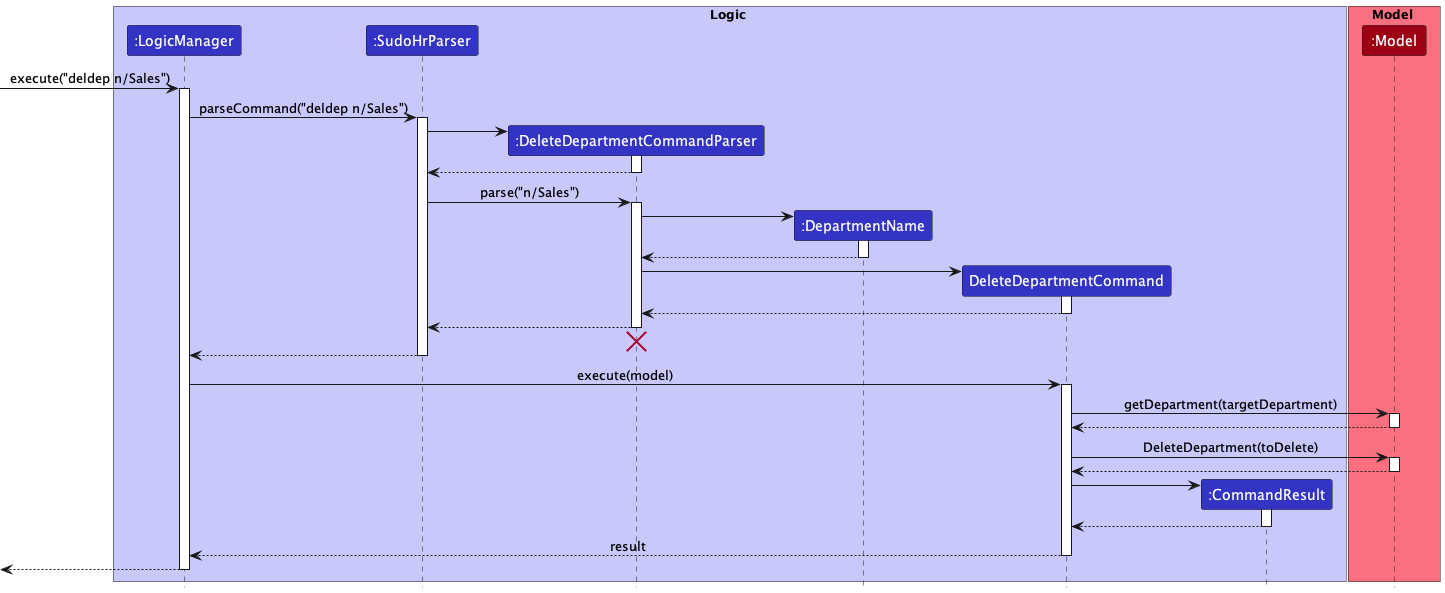 Logic
Model
:LogicManager
:SudoHrParser
:Model
execute("deldep n/Sales")
parseCommand("deldep n/Sales")
:DeleteDepartmentCommandParser
parse("n/Sales")
:DepartmentName
DeleteDepartmentCommand
execute(model)
getDepartment(targetDepartment)
DeleteDepartment(toDelete)
:CommandResult
result